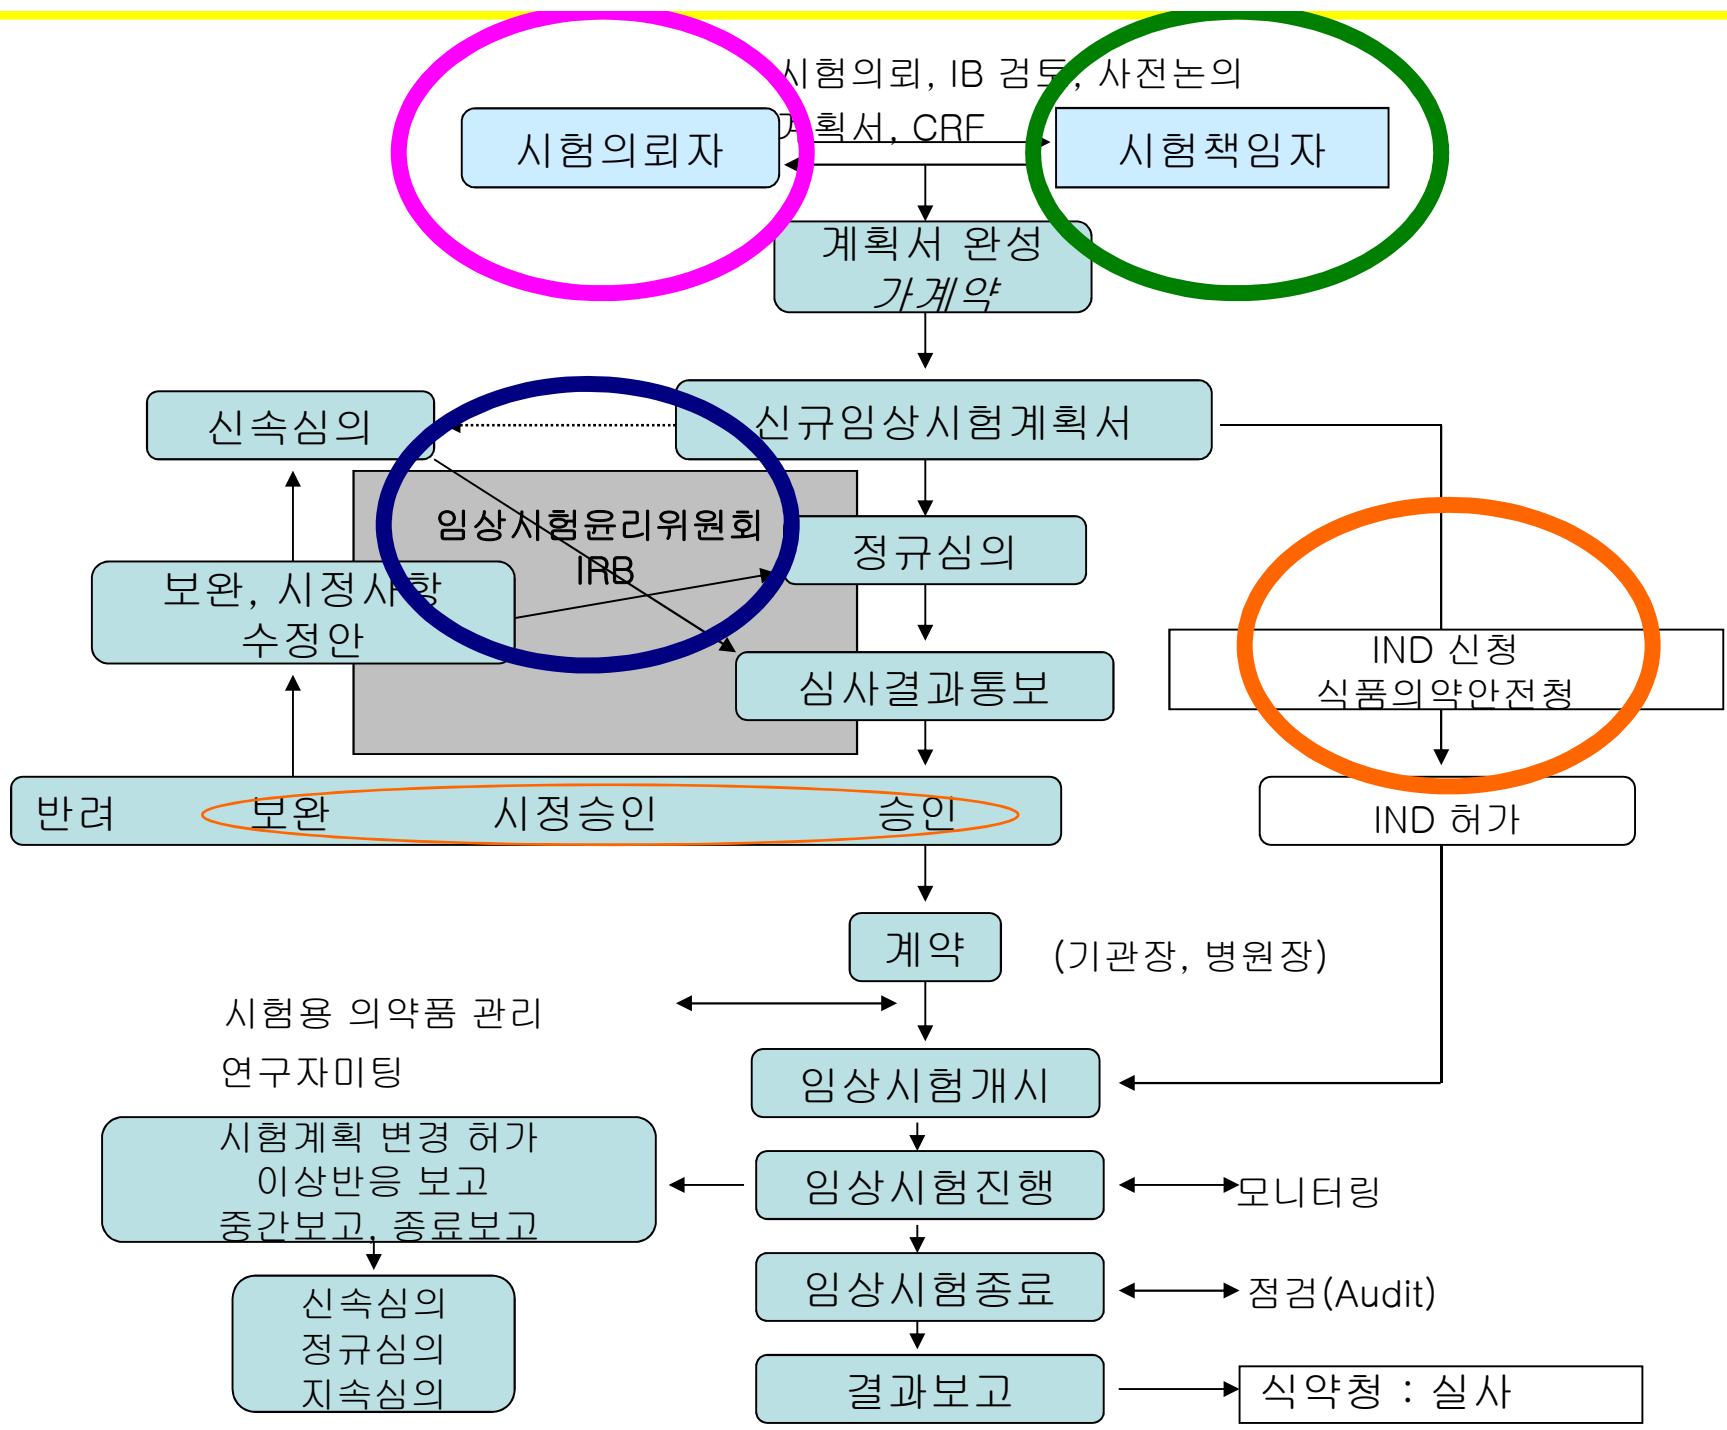 시험의뢰, IB 검토, 사전논의
계획서, CRF
시험의뢰자
시험책임자
계획서 완성
가계약
신속심의
신규임상시험계획서
임상시험윤리위원회
IRB
정규심의
보완, 시정사항
수정안
심사결과통보
IND 신청
식품의약안전청
반려 보완 시정승인 승인
IND 허가
계약
(기관장, 병원장)
시험용 의약품 관리
연구자미팅
임상시험개시
시험계획 변경 허가
이상반응 보고
중간보고, 종료보고
임상시험진행
모니터링
신속심의
정규심의
지속심의
임상시험종료
점검(Audit)
결과보고
식약청 : 실사